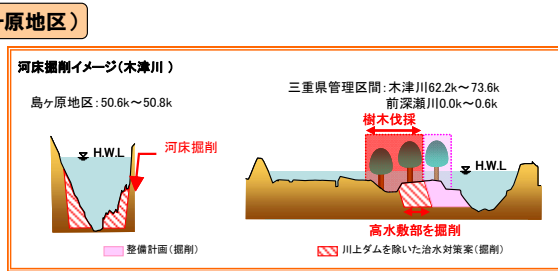 原地区）
河床掘削イメージ（木津川 ）
島ヶ原地区：50.6k～50.8k
三重県管理区間：木津川62.2k～73.6k
前深瀬川0.0k～0.6k
樹木伐採
H.W.L
河床掘削
H.W.L
高水敷部を掘削
整備計画（掘削）
川上ダムを除いた治水対策案（掘削）